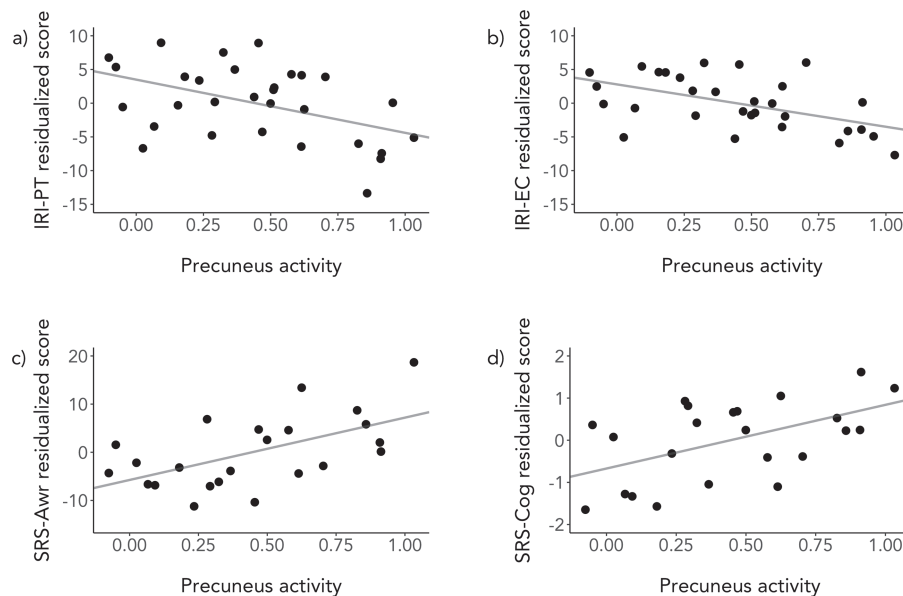 a)
IRI-PT residualized score
10
5
0
-5
-10
-15
0.00 0.25 0.50 0.75 1.00
Precuneus activity
b)
IRI-EC residualized score
10
5
0
-5
-10
-15
0.00 0.25 0.50 0.75 1.00
Precuneus activity
c)
SRS-Awr residualized score
20
10
0
-10
0.00 0.25 0.50 0.75 1.00
Precuneus activity
d)
SRS-Cog residualized score
2
1
0
-1
-2
0.00 0.25 0.50 0.75 1.00
Precuneus activity